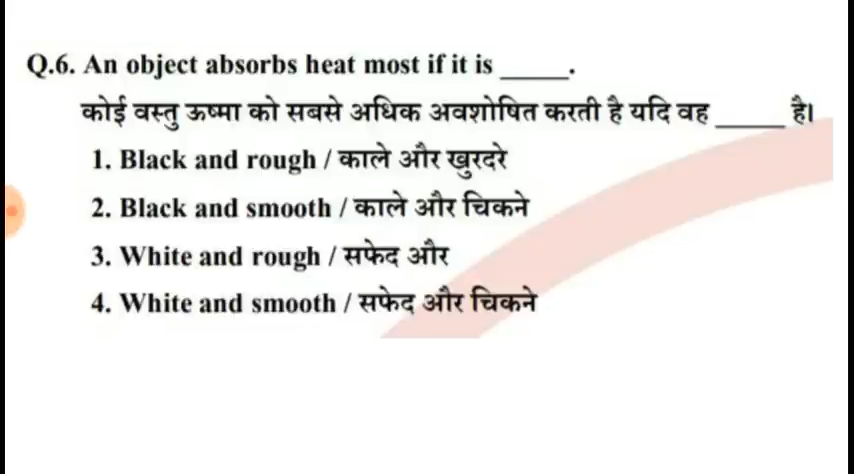 Q.6. An object absorbs heat most if it is _____.
कोई वस्तु ऊष्मा को सबसे अधिक अवशोषित करती है यदि वह _____ है।
1. Black and rough / काले और खुरदरे
2. Black and smooth / काले और चिकने
3. White and rough / सफेद और
4. White and smooth / सफेद और चिकने